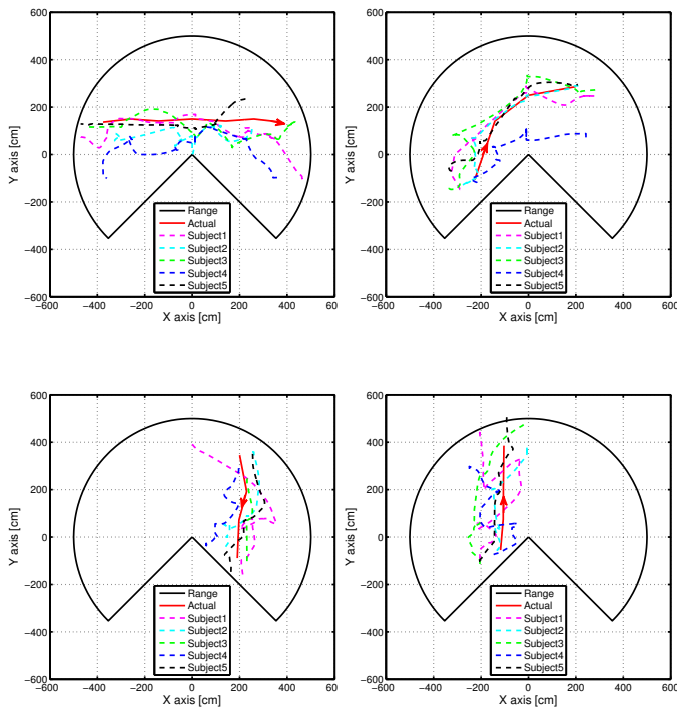 600
400
200
0
−200
−400
−600
Y axis [cm]
Range
Actual
Subject1
Subject2
Subject3
Subject4
Subject5
−600 −400 −200 0 200 400 600
X axis [cm]
600
400
200
0
−200
−400
−600
Y axis [cm]
Range
Actual
Subject1
Subject2
Subject3
Subject4
Subject5
−600 −400 −200 0 200 400 600
X axis [cm]
600
400
200
0
−200
−400
−600
Y axis [cm]
Range
Actual
Subject1
Subject2
Subject3
Subject4
Subject5
−600 −400 −200 0 200 400 600
X axis [cm]
600
400
200
0
−200
−400
−600
Y axis [cm]
Range
Actual
Subject1
Subject2
Subject3
Subject4
Subject5
−600 −400 −200 0 200 400 600
X axis [cm]